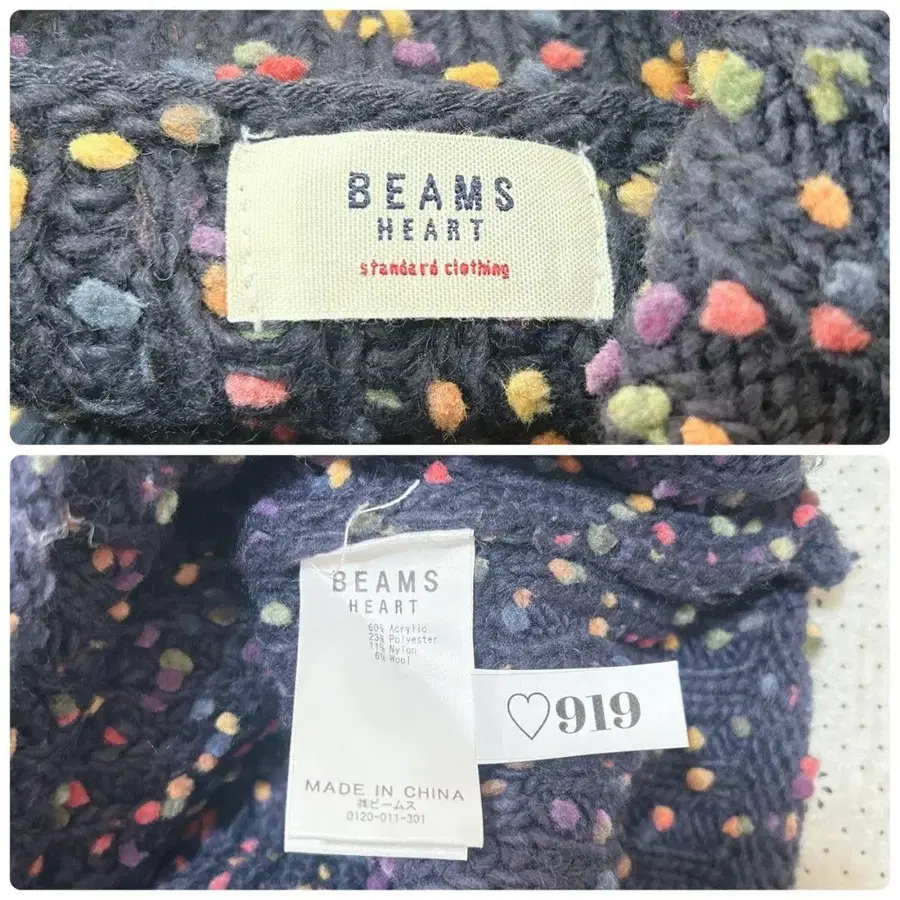 BEAMS
HEART
standard clothing
BEAMS
HEART
60% Acrylic
23% Polyester
11% Nylon
6% Wool
♡919
MADE IN CHINA
㈱ビームス
0120-011-301